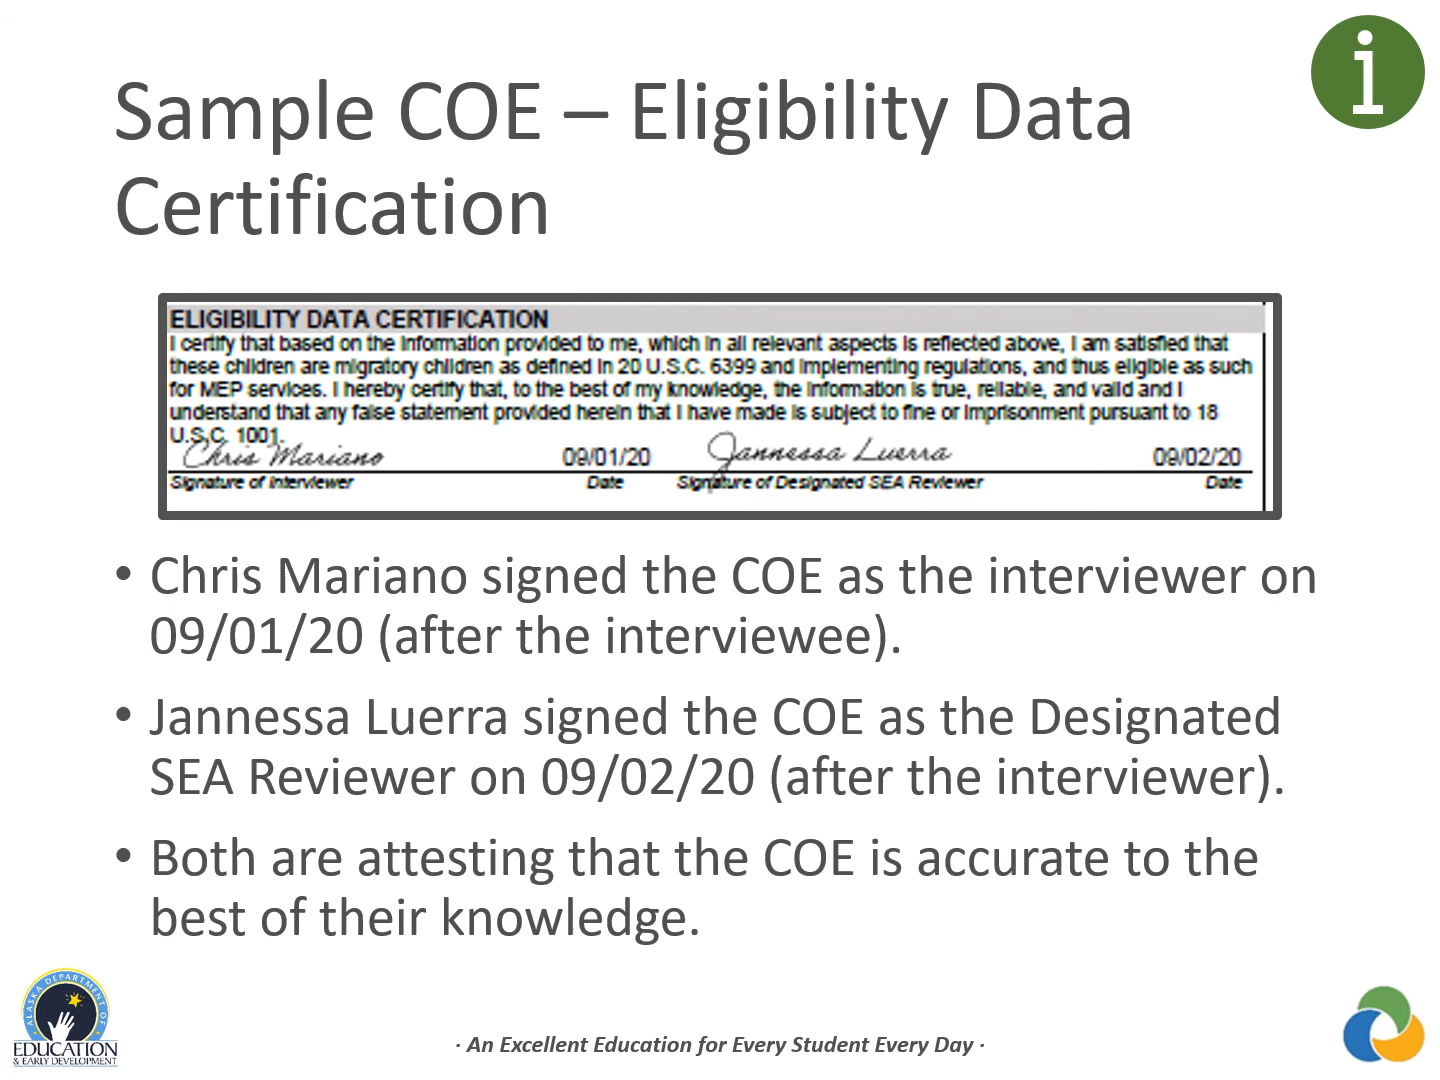 i
Sample COE – Eligibility Data
Certification
ELIGIBILITY DATA CERTIFICATION
I certify that based on the information provided to me, which in all relevant aspects is reflected above, I am satisfied that
these children are migratory children as defined in 20 U.S.C. 6399 and implementing regulations, and thus eligible as such
for MEP services. I hereby certify that, to the best of my knowledge, the information is true, reliable, and valid and I
understand that any false statement provided herein that I have made is subject to fine or imprisonment pursuant to 18
U.S.C. 1001.
Chris Mariano 09/01/20 Jannessa Luerra 09/02/20
Signature of Interviewer Date Signature of Designated SEA Reviewer Date
• Chris Mariano signed the COE as the interviewer on
09/01/20 (after the interviewee).
• Jannessa Luerra signed the COE as the Designated
SEA Reviewer on 09/02/20 (after the interviewer).
• Both are attesting that the COE is accurate to the
best of their knowledge.
ALASKA DEPARTMENT OF
EDUCATION
& EARLY DEVELOPMENT
· An Excellent Education for Every Student Every Day ·